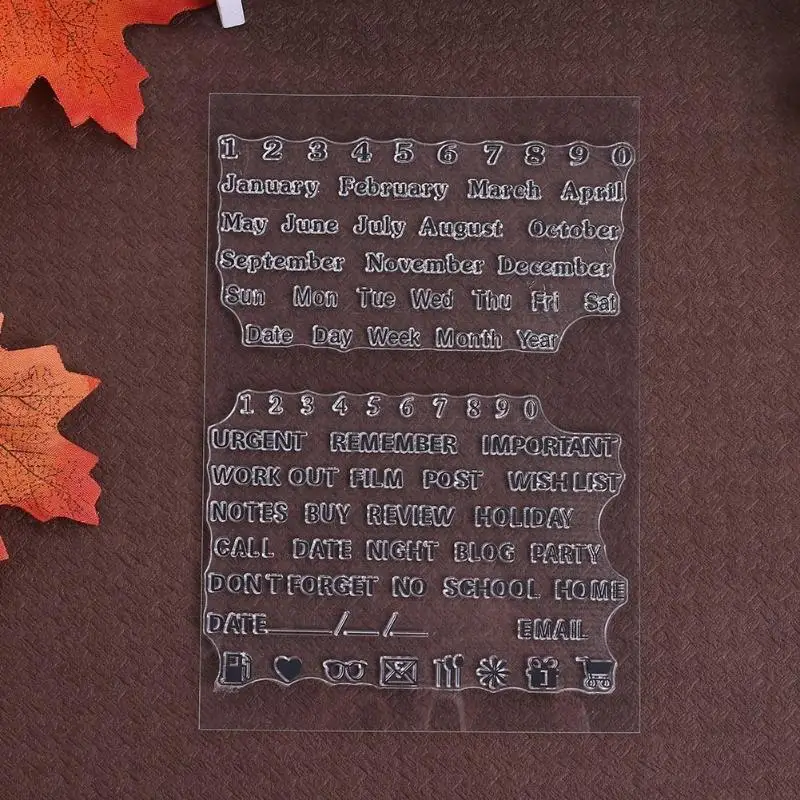 1 2 3 4 5 6 7 8 9 0
January February March April
May June July August October
September November December
Sun Mon Tue Wed Thu Fri Sat
Date Day Week Month Year
1 2 3 4 5 6 7 8 9 0
URGENT REMEMBER IMPORTANT
WORK OUT FILM POST WISH LIST
NOTES BUY REVIEW HOLIDAY
CALL DATE NIGHT BLOG PARTY
DON'T FORGET NO SCHOOL HOME
DATE_____/__/__ EMAIL